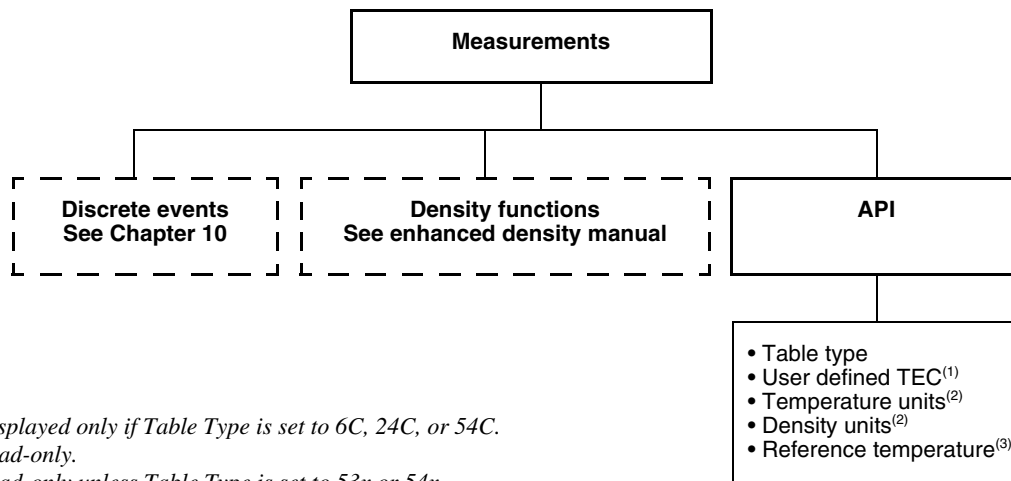 Measurements
Discrete events
See Chapter 10
Density functions
See enhanced density manual
API
• Table type
• User defined TEC(1)
• Temperature units(2)
• Density units(2)
• Reference temperature(3)
splayed only if Table Type is set to 6C, 24C, or 54C.
ad-only.
ad-only unless Table Type is set to 53x or 54x.